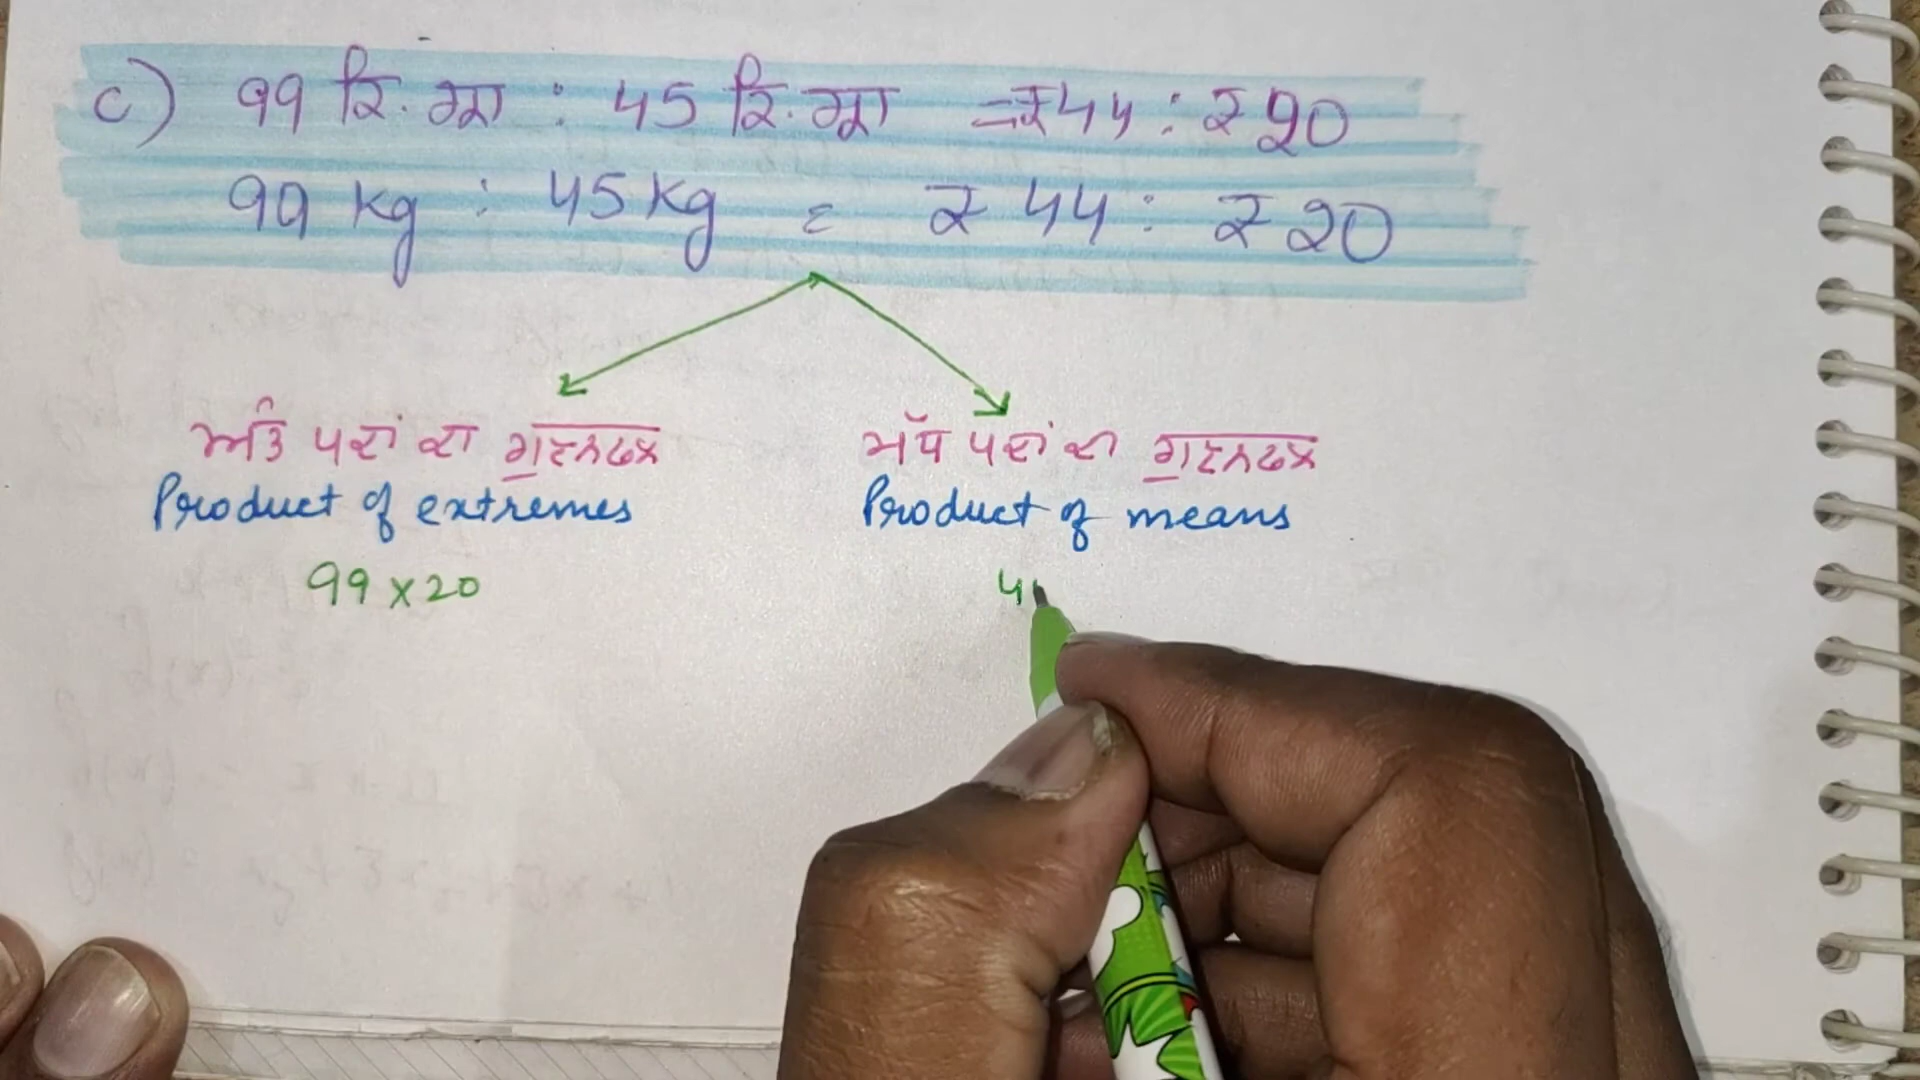 c) 99 ਕਿ.ਗ੍ਰਾ : 45 ਕਿ.ਗ੍ਰਾ = ₹44 : ₹20
99 kg : 45 kg = ₹ 44 : ₹ 20
ਅੰਤਿ ਪਦਾਂ ਦਾ ਗੁਣਨਫਲ
ਮੱਧ ਪਦਾਂ ਦਾ ਗੁਣਨਫਲ
Product of extremes
Product of means
99 x 20
4